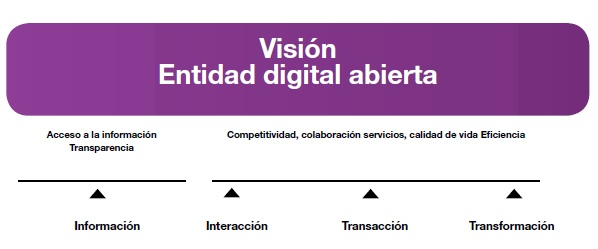 Visión
Entidad digital abierta
Acceso a la información
Transparencia
Competitividad, colaboración servicios, calidad de vida Eficiencia
Información
Interacción
Transacción
Transformación